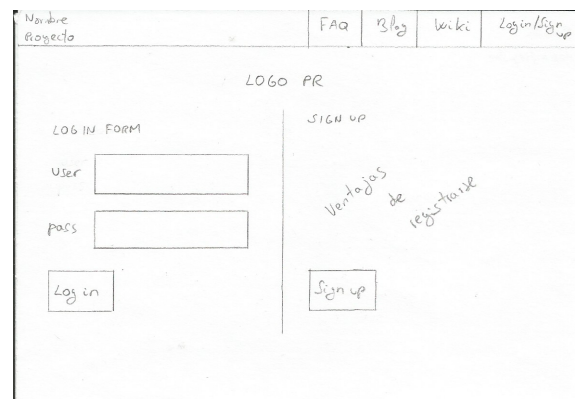 Nombre
Proyecto
FAQ
Blog
Wiki
Login/Sign up
LOGO PR
LOG IN FORM
User
pass
Log in
SIGN UP
Ventajas
de
registrarse
Sign up